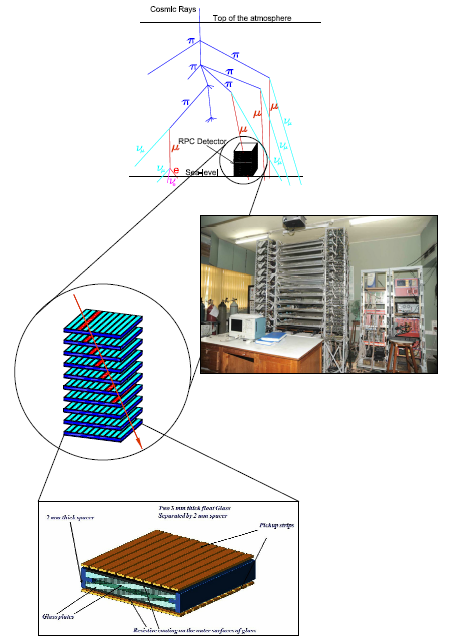 Cosmic Rays
Top of the atmosphere
π
π
π
π
π
π
μ
μ
μ
ν
ν
RPC Detector
ν
μ
ν
ν
e
Sea level
ν
2 mm thick spacer
Two 3 mm thick float Glass
Separated by 2 mm spacer
Pickup strips
Glass plates
Resistive coating on the outer surfaces of glass